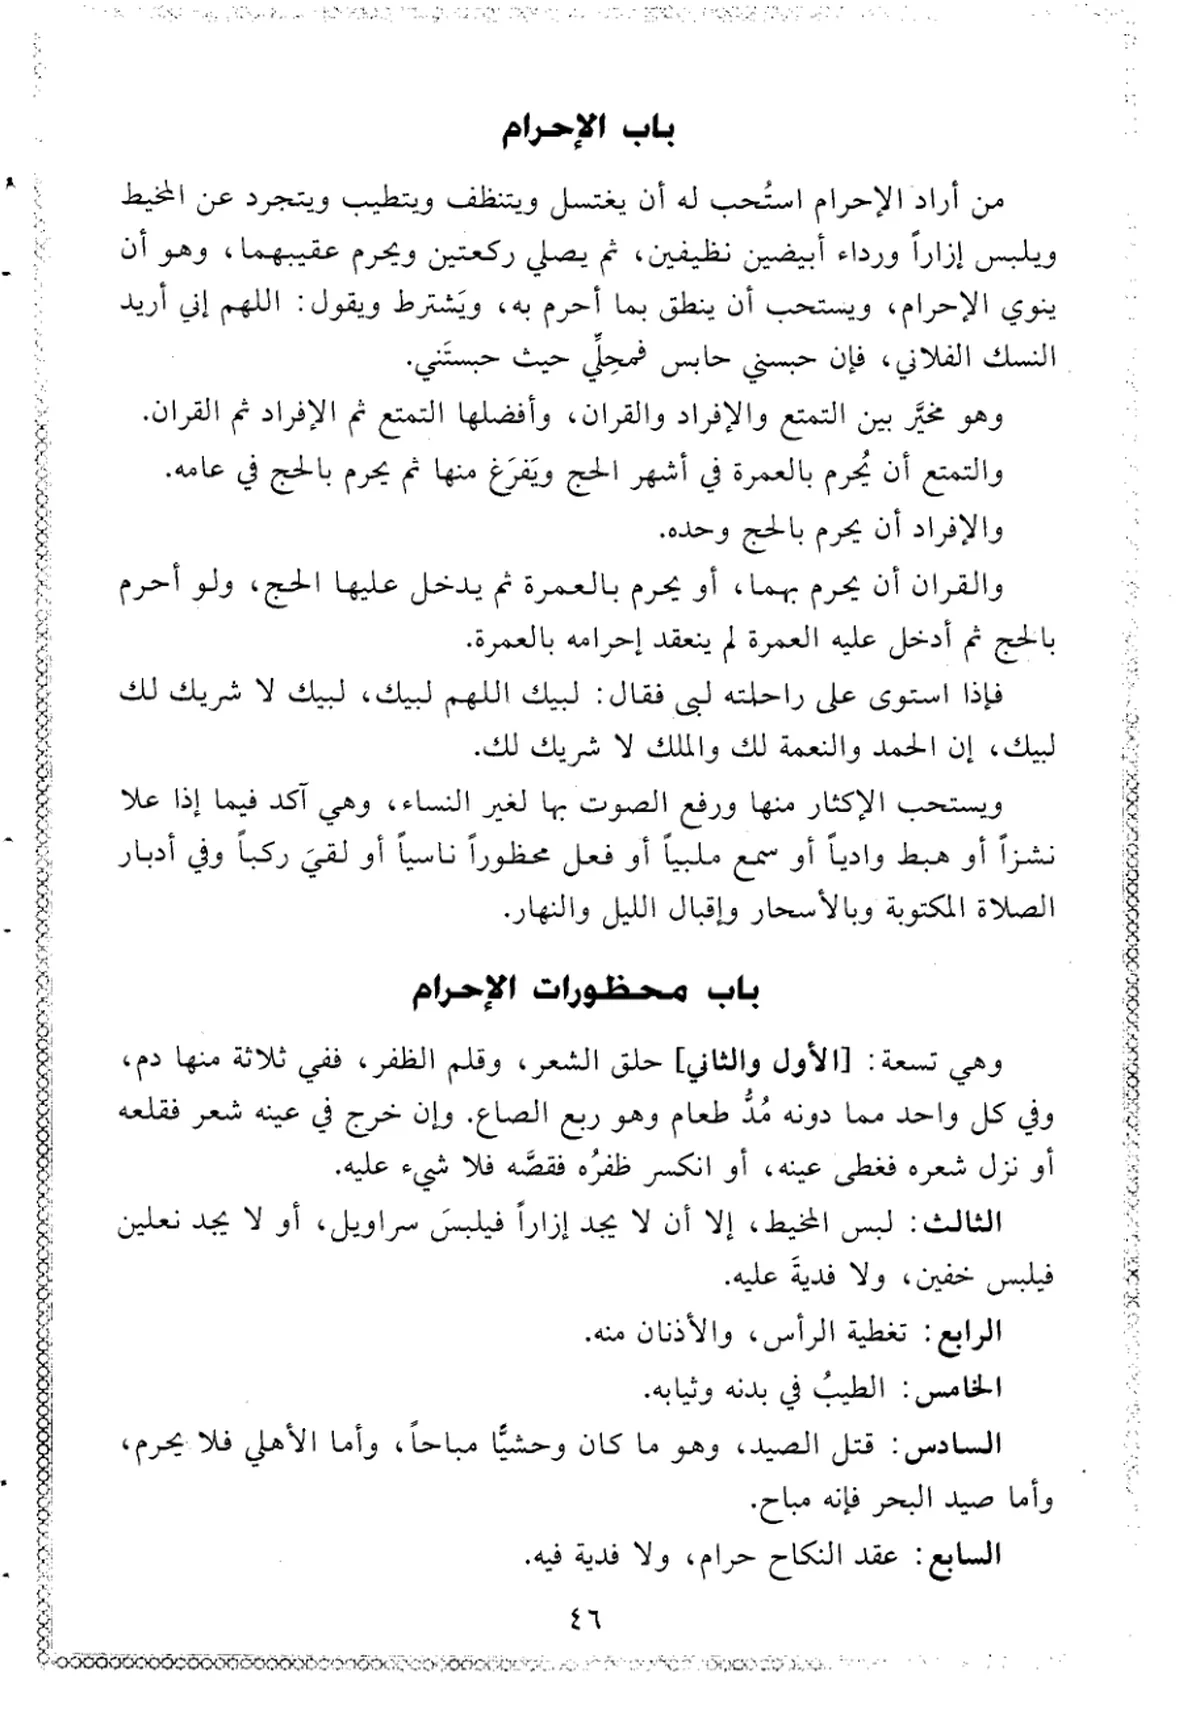 باب الإحرام
من أراد الإحرام استُحب له أن يغتسل ويتنظف ويتطيب ويتجرد عن المخيط
ويلبس إزاراً ورداء أبيضين نظيفين، ثم يصلي ركعتين ويحرم عقيبهما، وهو أن
ينوي الإحرام، ويستحب أن ينطق بما أحرم به، ويَشترط ويقول: اللهم إني أريد
النسك الفلاني، فإن حبسني حابس فمحِلِّي حيث حبستَني.
وهو مخيَّر بين التمتع والإفراد والقران، وأفضلها التمتع ثم الإفراد ثم القران.
والتمتع أن يُحرم بالعمرة في أشهر الحج ويَفرَغ منها ثم يحرم بالحج في عامه.
والإفراد أن يحرم بالحج وحده.
والقران أن يحرم بهما، أو يحرم بالعمرة ثم يدخل عليها الحج، ولو أحرم
بالحج ثم أدخل عليه العمرة لم ينعقد إحرامه بالعمرة.
فإذا استوى على راحلته لبى فقال: لبيك اللهم لبيك، لبيك لا شريك لك
لبيك، إن الحمد والنعمة لك والملك لا شريك لك.
ويستحب الإكثار منها ورفع الصوت بها لغير النساء، وهي آكد فيما إذا علا
نشزاً أو هبط وادياً أو سمع ملبياً أو فعل محظوراً ناسياً أو لقيَ ركباً وفي أدبار
الصلاة المكتوبة وبالأسحار وإقبال الليل والنهار.
باب محظورات الإحرام
وهي تسعة: [الأول والثاني] حلق الشعر، وقلم الظفر، ففي ثلاثة منها دم،
وفي كل واحد مما دونه مُدُّ طعام وهو ربع الصاع. وإن خرج في عينه شعر فقلعه
أو نزل شعره فغطى عينه، أو انكسر ظفرُه فقصَّه فلا شيء عليه.
الثالث: لبس المخيط، إلا أن لا يجد إزاراً فيلبسَ سراويل، أو لا يجد نعلين
فيلبس خفين، ولا فديةَ عليه.
الرابع: تغطية الرأس، والأذنان منه.
الخامس: الطيبُ في بدنه وثيابه.
السادس: قتل الصيد، وهو ما كان وحشيًّا مباحاً، وأما الأهلي فلا يحرم،
وأما صيد البحر فإنه مباح.
السابع: عقد النكاح حرام، ولا فدية فيه.
٤٦